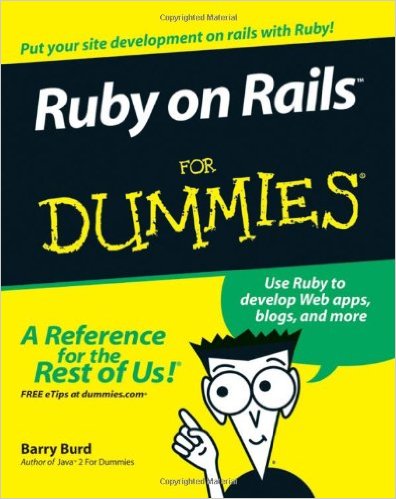 Copyrighted Material
Put your site development on rails with Ruby!
Ruby on Rails™
FOR
DUMMIES®
Use Ruby to
develop Web apps,
blogs, and more
A Reference
for the
Rest of Us!®
FREE eTips at dummies.com®
Barry Burd
Author of Java™ 2 For Dummies
Copyrighted Material